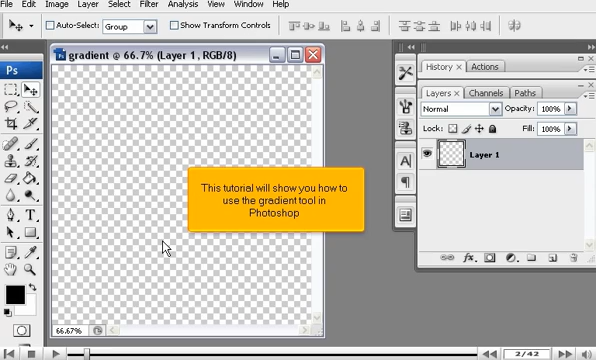 File Edit Image Layer Select Filter Analysis View Window Help
Auto-Select: Group Show Transform Controls
gradient @ 66.7% (Layer 1, RGB/8)
Ps
History × Actions
Layers × Channels Paths
Normal Opacity: 100%
Lock: Fill: 100%
Layer 1
This tutorial will show you how to
use the gradient tool in
Photoshop
66.67%
2/42